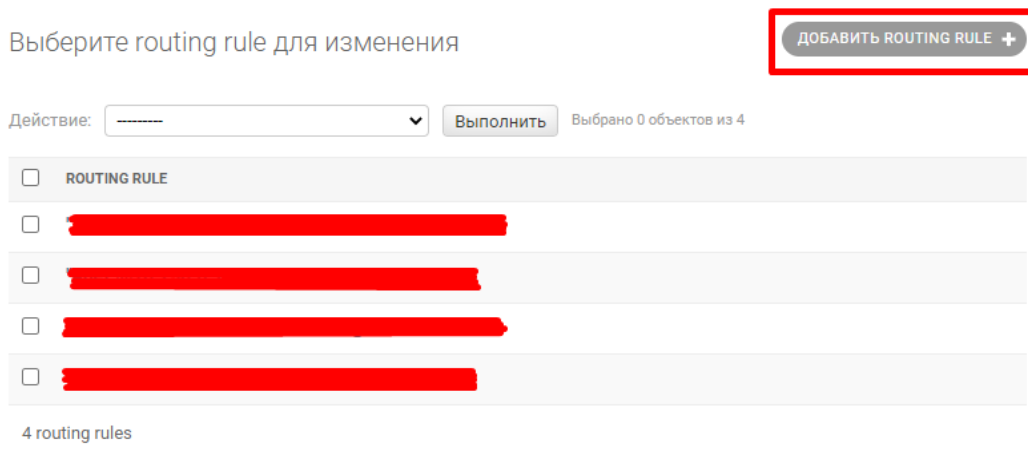 Выберите routing rule для изменения
ДОБАВИТЬ ROUTING RULE +
Действие: --------- Выполнить Выбрано 0 объектов из 4
ROUTING RULE
4 routing rules